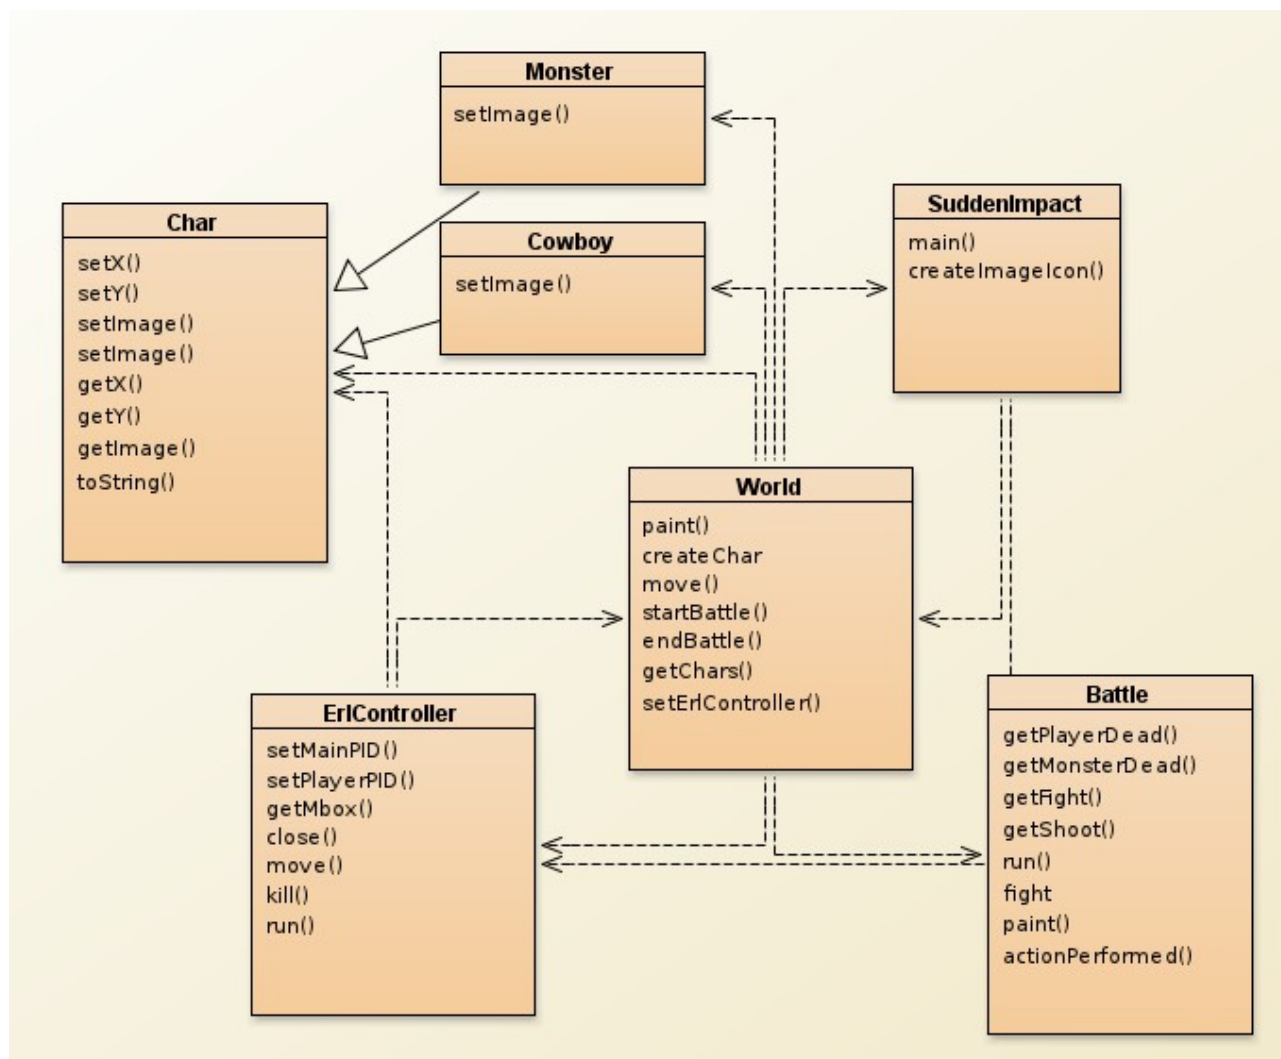 Monster
setImage()
Char
setX()
setY()
setImage()
setImage()
getX()
getY()
getImage()
toString()
Cowboy
setImage()
SuddenImpact
main()
createImageIcon()
World
paint()
createChar
move()
startBattle()
endBattle()
getChars()
setErlController()
ErlController
setMainPID()
setPlayerPID()
getMbox()
close()
move()
kill()
run()
Battle
getPlayerDead()
getMonsterDead()
getFight()
getShoot()
run()
fight
paint()
actionPerformed()